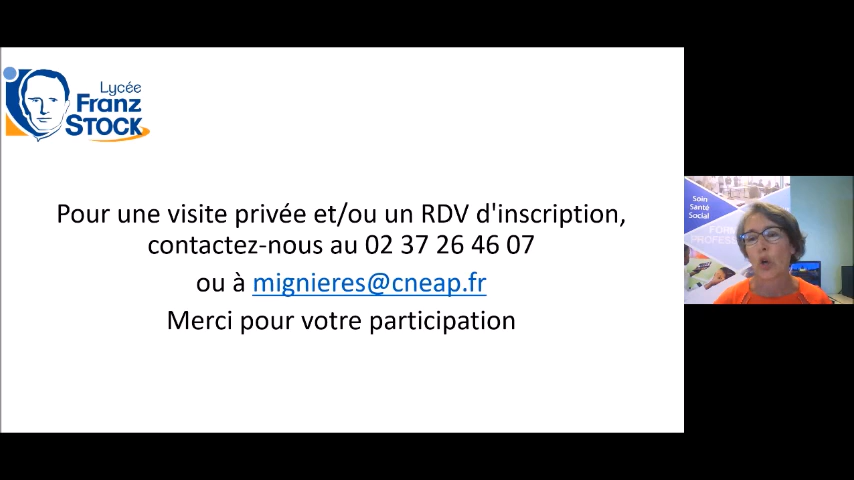 Lycée
Franz
STOCK
Pour une visite privée et/ou un RDV d'inscription,
contactez-nous au 02 37 26 46 07
ou à mignieres@cneap.fr
Merci pour votre participation
Soin
Santé
Social